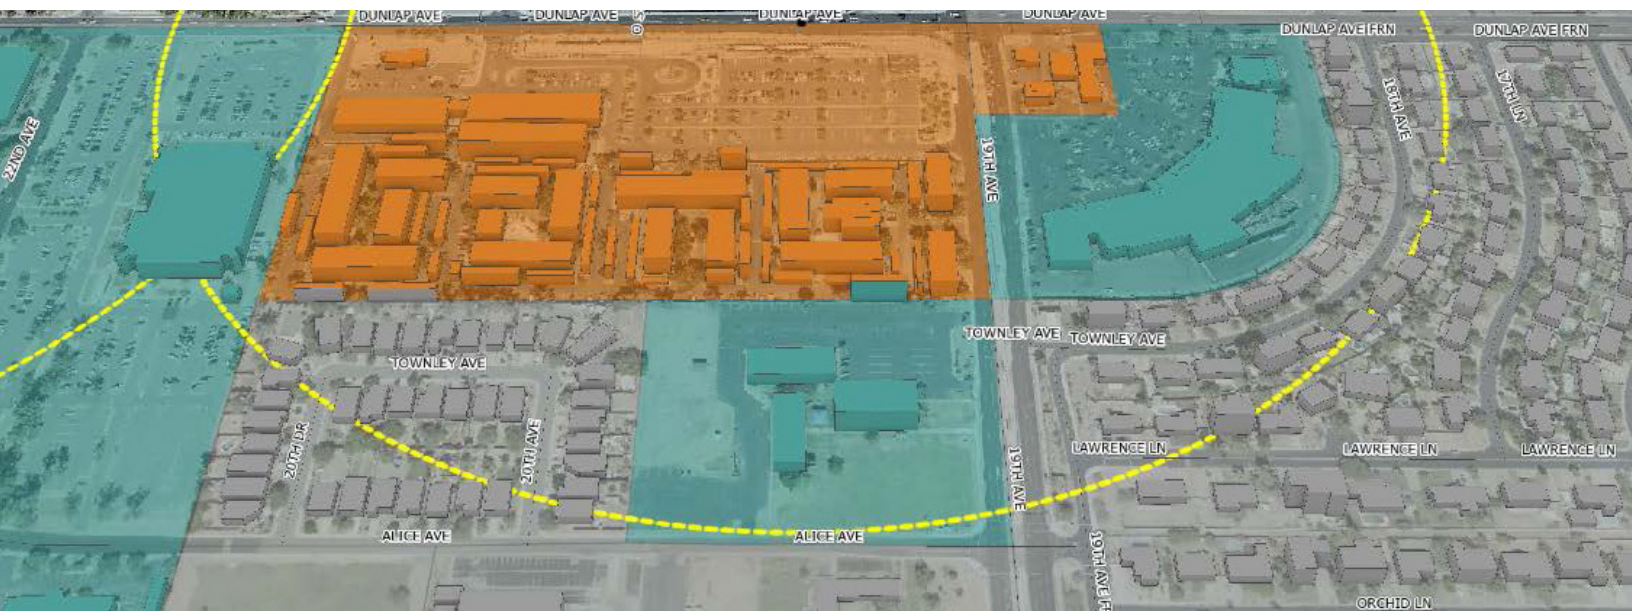 DUNLAP AVE
DUNLAP AVE
DUNLAP AVE
DUNLAP AVE
DUNLAP AVE FRN
DUNLAP AVE FRN
22ND AVE
19TH AVE
18TH AVE
17TH LN
TOWNLEY AVE
TOWNLEY AVE
TOWNLEY AVE
20TH DR
20TH AVE
19TH AVE
LAWRENCE LN
LAWRENCE LN
LAWRENCE LN
ALICE AVE
ALICE AVE
ORCHID LN